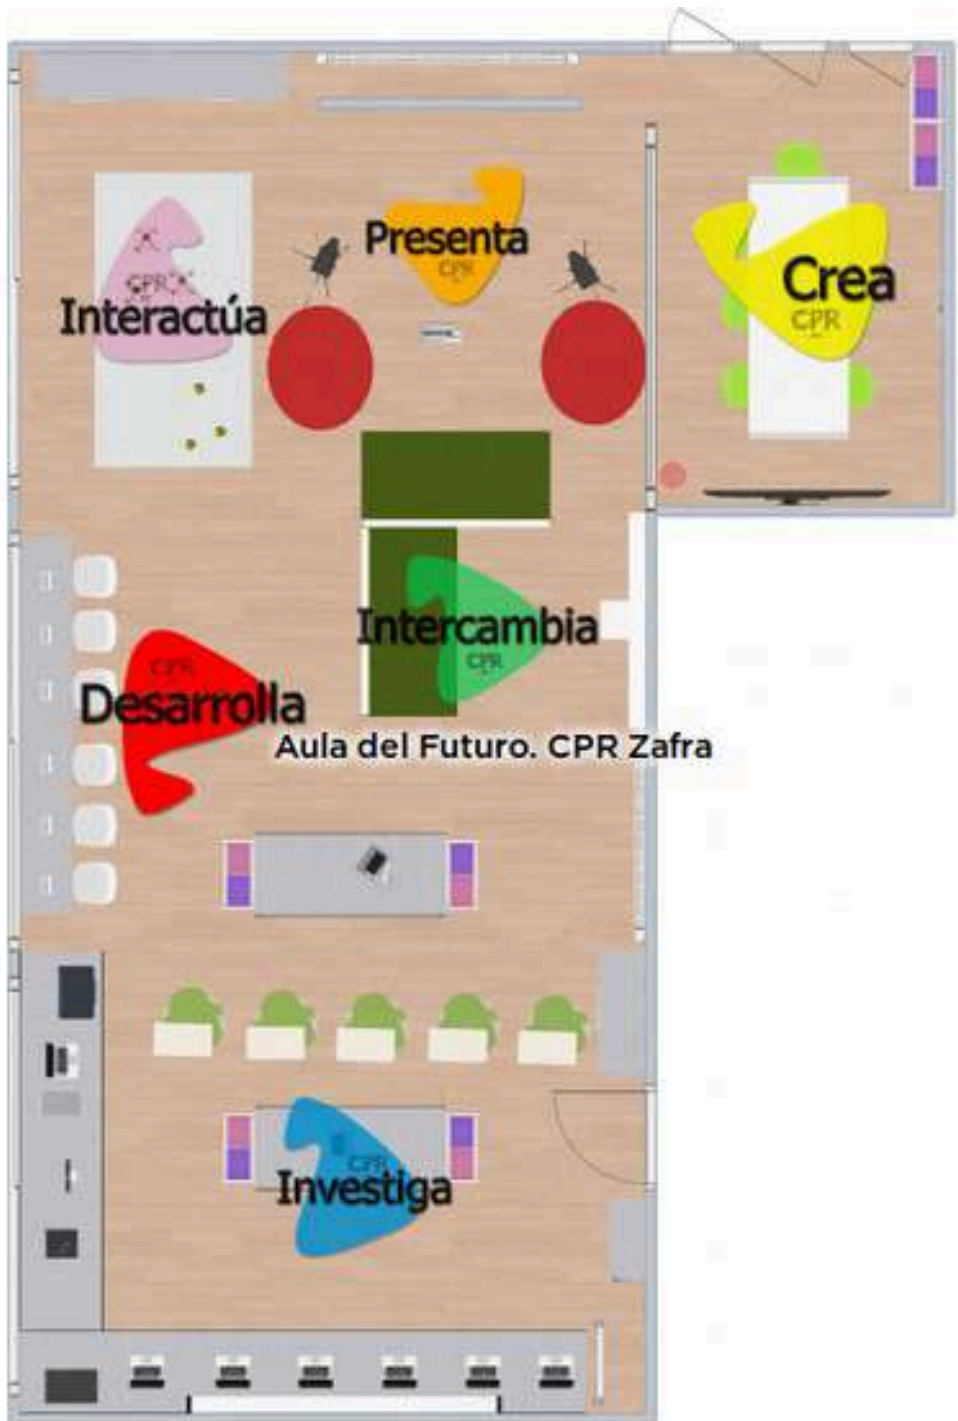 Presenta
CPR
Crea
CPR
CPR
Interactúa
Intercambia
CPR
CPR
Desarrolla
Aula del Futuro. CPR Zafra
CPR
Investiga